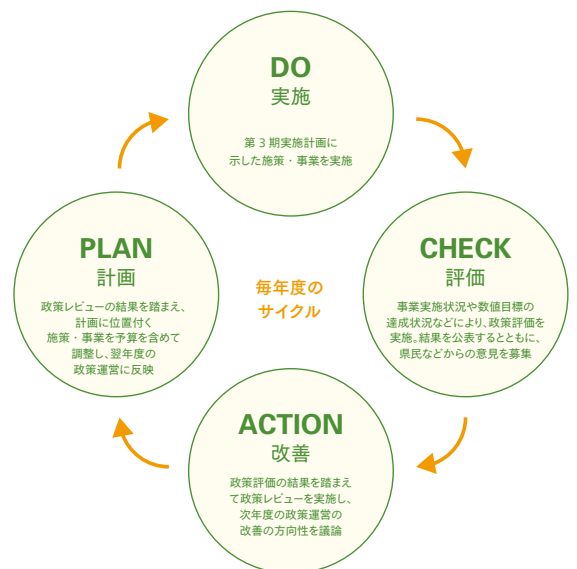 DO
実施
第3期実施計画に
示した施策・事業を実施
PLAN
計画
政策レビューの結果を踏まえ、
計画に位置付く
施策・事業を予算を含めて
調整し、翌年度の
政策運営に反映
毎年度の
サイクル
CHECK
評価
事業実施状況や数値目標の
達成状況などにより、政策評価を
実施。結果を公表するとともに、
県民などからの意見を募集
ACTION
改善
政策評価の結果を踏まえ
て政策レビューを実施し、
次年度の政策運営の
改善の方向性を議論